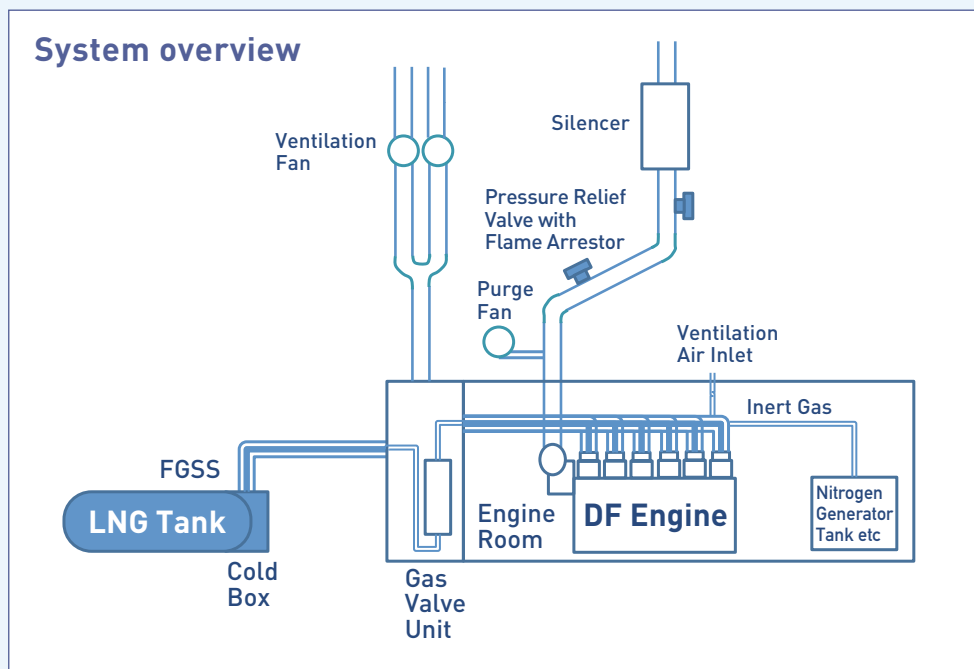 System overview
Ventilation
Fan
Silencer
Pressure Relief
Valve with
Flame Arrestor
Purge
Fan
Ventilation
Air Inlet
Inert Gas
FGSS
LNG Tank
Cold
Box
Gas
Valve
Unit
Engine
Room
DF Engine
Nitrogen
Generator
Tank etc